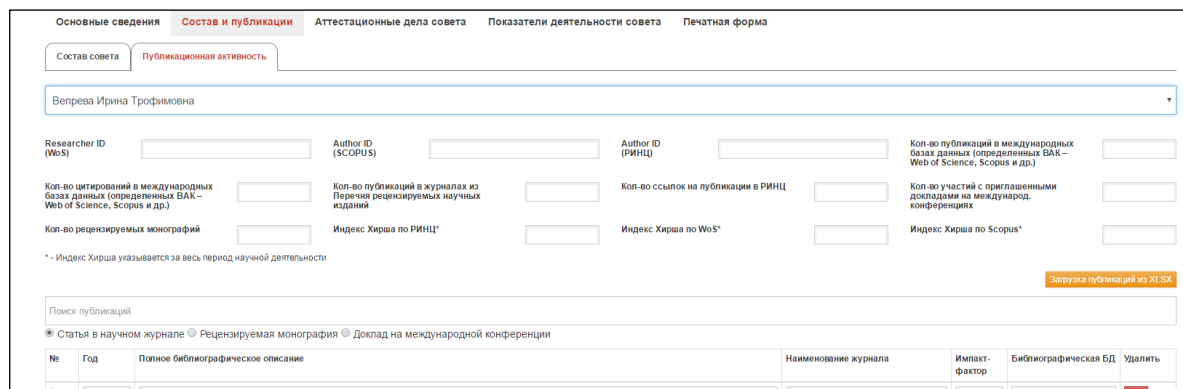 Основные сведения Состав и публикации Аттестационные дела совета Показатели деятельности совета Печатная форма
Состав совета Публикационная активность
Вепрева Ирина Трофимовна
Researcher ID
(WoS)
Author ID
(SCOPUS)
Author ID
(РИНЦ)
Кол-во публикаций в международных
базах данных (определенных ВАК –
Web of Science, Scopus и др.)
Кол-во цитирований в международных
базах данных (определенных ВАК –
Web of Science, Scopus и др.)
Кол-во публикаций в журналах из
Перечня рецензируемых научных
изданий
Кол-во ссылок на публикации в РИНЦ
Кол-во участий с приглашенными
докладами на международ.
конференциях
Кол-во рецензируемых монографий
Индекс Хирша по РИНЦ*
Индекс Хирша по WoS*
Индекс Хирша по Scopus*
* - Индекс Хирша указывается за весь период научной деятельности
Загрузка публикаций из XLSX
Поиск публикаций
Статья в научном журнале Рецензируемая монография Доклад на международной конференции
№ Год Полное библиографическое описание Наименование журнала Импакт-
фактор Библиографическая БД Удалить